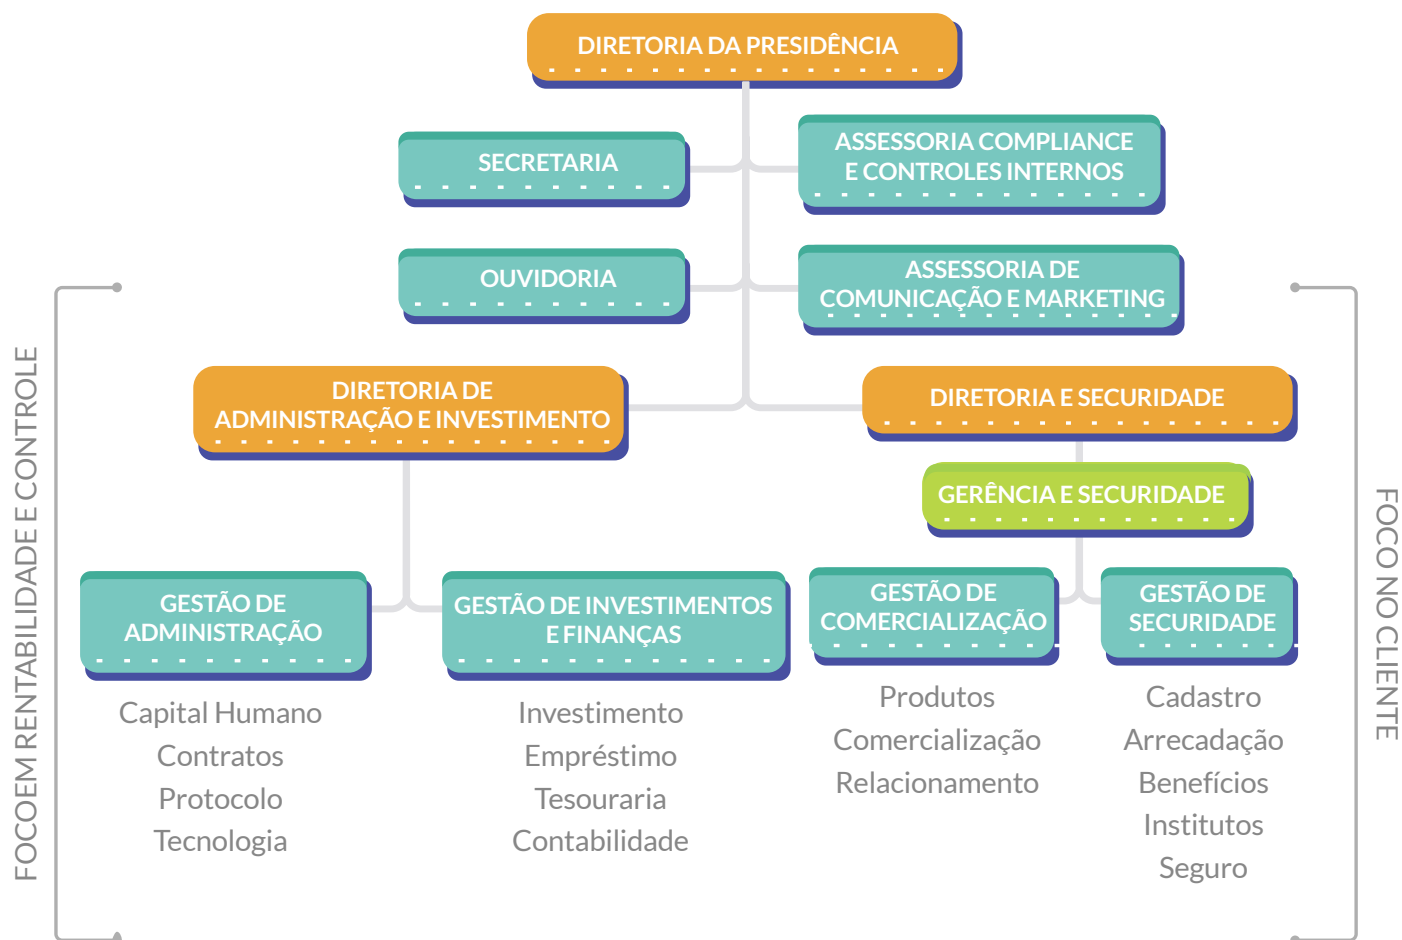 DIRETORIA DA PRESIDÊNCIA
SECRETARIA
ASSESSORIA COMPLIANCE
E CONTROLES INTERNOS
OUVIDORIA
ASSESSORIA DE
COMUNICAÇÃO E MARKETING
DIRETORIA DE
ADMINISTRAÇÃO E INVESTIMENTO
DIRETORIA E SECURIDADE
GERÊNCIA E SECURIDADE
GESTÃO DE
ADMINISTRAÇÃO
Capital Humano
Contratos
Protocolo
Tecnologia
GESTÃO DE INVESTIMENTOS
E FINANÇAS
Investimento
Empréstimo
Tesouraria
Contabilidade
GESTÃO DE
COMERCIALIZAÇÃO
Produtos
Comercialização
Relacionamento
GESTÃO DE
SECURIDADE
Cadastro
Arrecadação
Benefícios
Institutos
Seguro
FOCOEM RENTABILIDADE E CONTROLE
FOCO NO CLIENTE